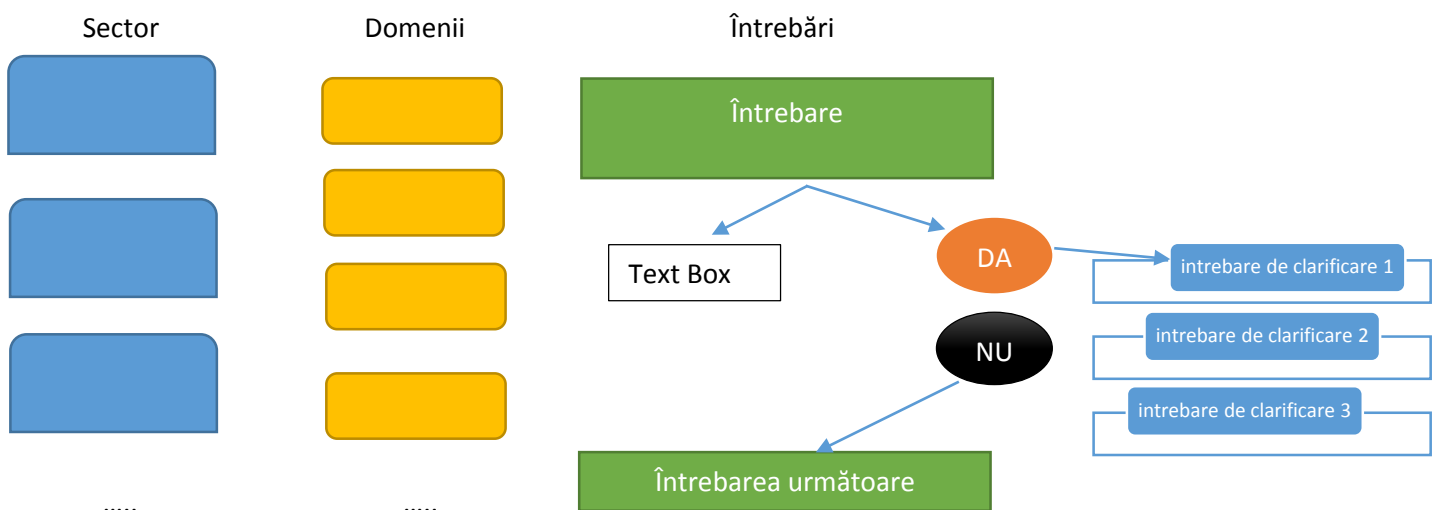 Sector
Domenii
Întrebări
Întrebare
Text Box
DA
intrebare de clarificare 1
NU
intrebare de clarificare 2
intrebare de clarificare 3
Întrebarea următoare
.....
.....